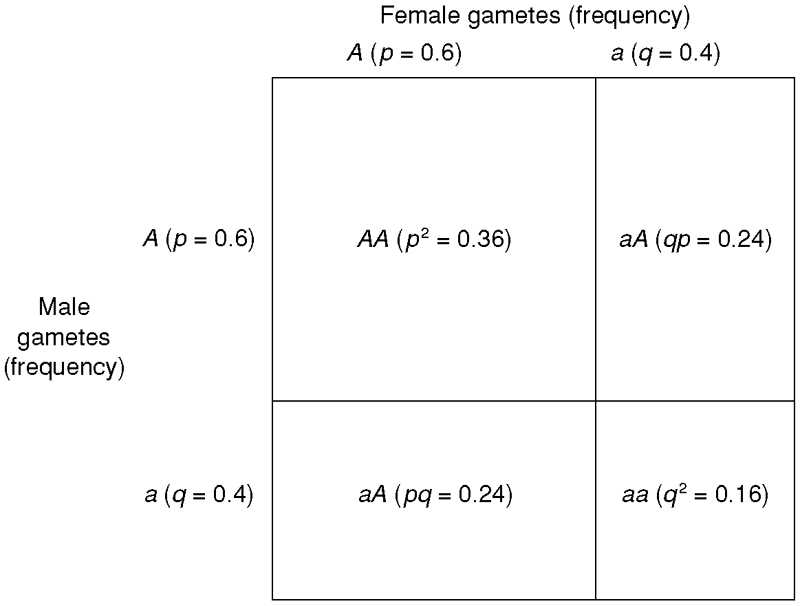 Female gametes (frequency)
A (p = 0.6) a (q = 0.4)
A (p = 0.6) AA (p² = 0.36) aA (qp = 0.24)
Male
gametes
(frequency)
a (q = 0.4) aA (pq = 0.24) aa (q² = 0.16)